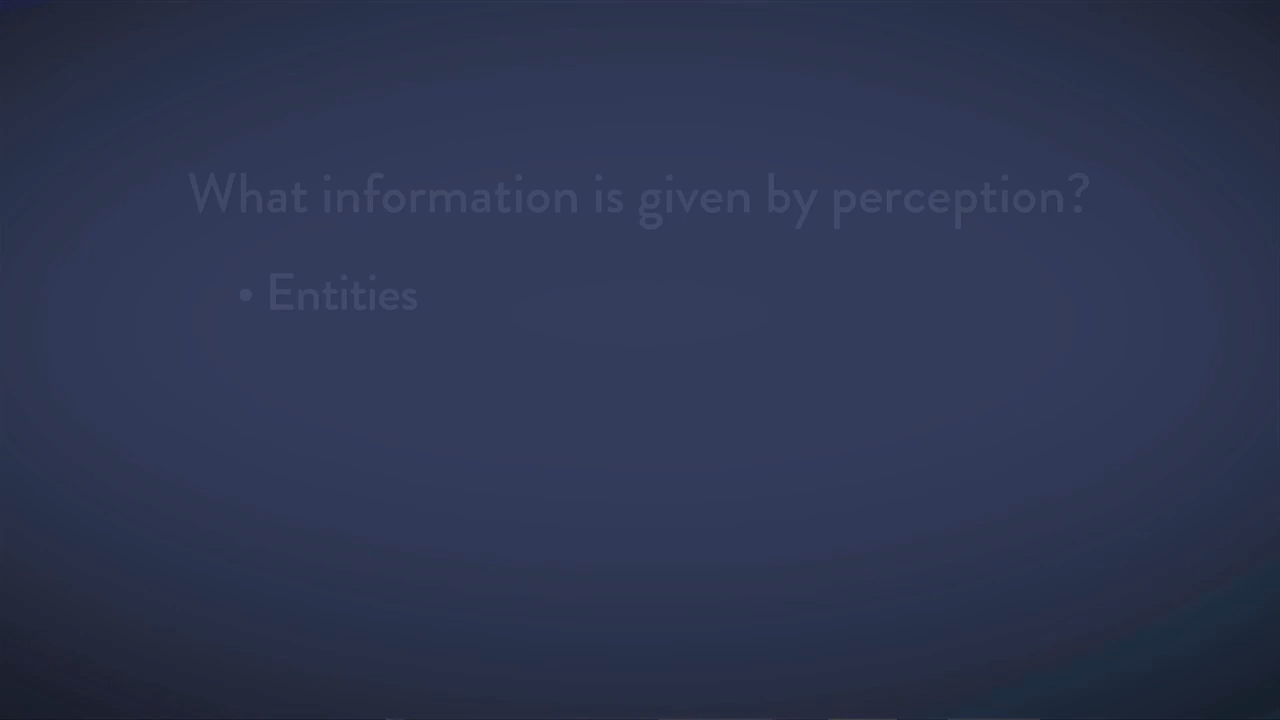 What information is given by perception?
• Entities